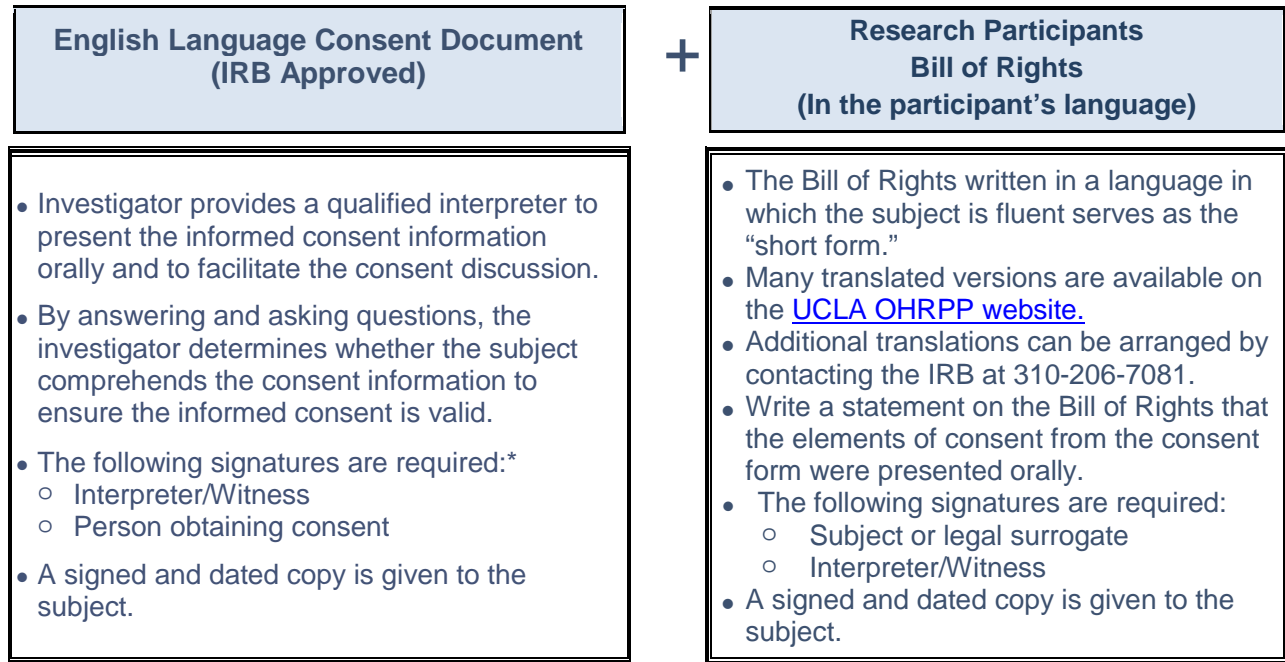 English Language Consent Document
(IRB Approved)
+
Research Participants
Bill of Rights
(In the participant’s language)
• Investigator provides a qualified interpreter to
present the informed consent information
orally and to facilitate the consent discussion.
• By answering and asking questions, the
investigator determines whether the subject
comprehends the consent information to
ensure the informed consent is valid.
• The following signatures are required:*
○ Interpreter/Witness
○ Person obtaining consent
• A signed and dated copy is given to the
subject.
• The Bill of Rights written in a language in
which the subject is fluent serves as the
“short form.”
• Many translated versions are available on
the UCLA OHRPP website.
• Additional translations can be arranged by
contacting the IRB at 310-206-7081.
• Write a statement on the Bill of Rights that
the elements of consent from the consent
form were presented orally.
• The following signatures are required:
○ Subject or legal surrogate
○ Interpreter/Witness
• A signed and dated copy is given to the
subject.